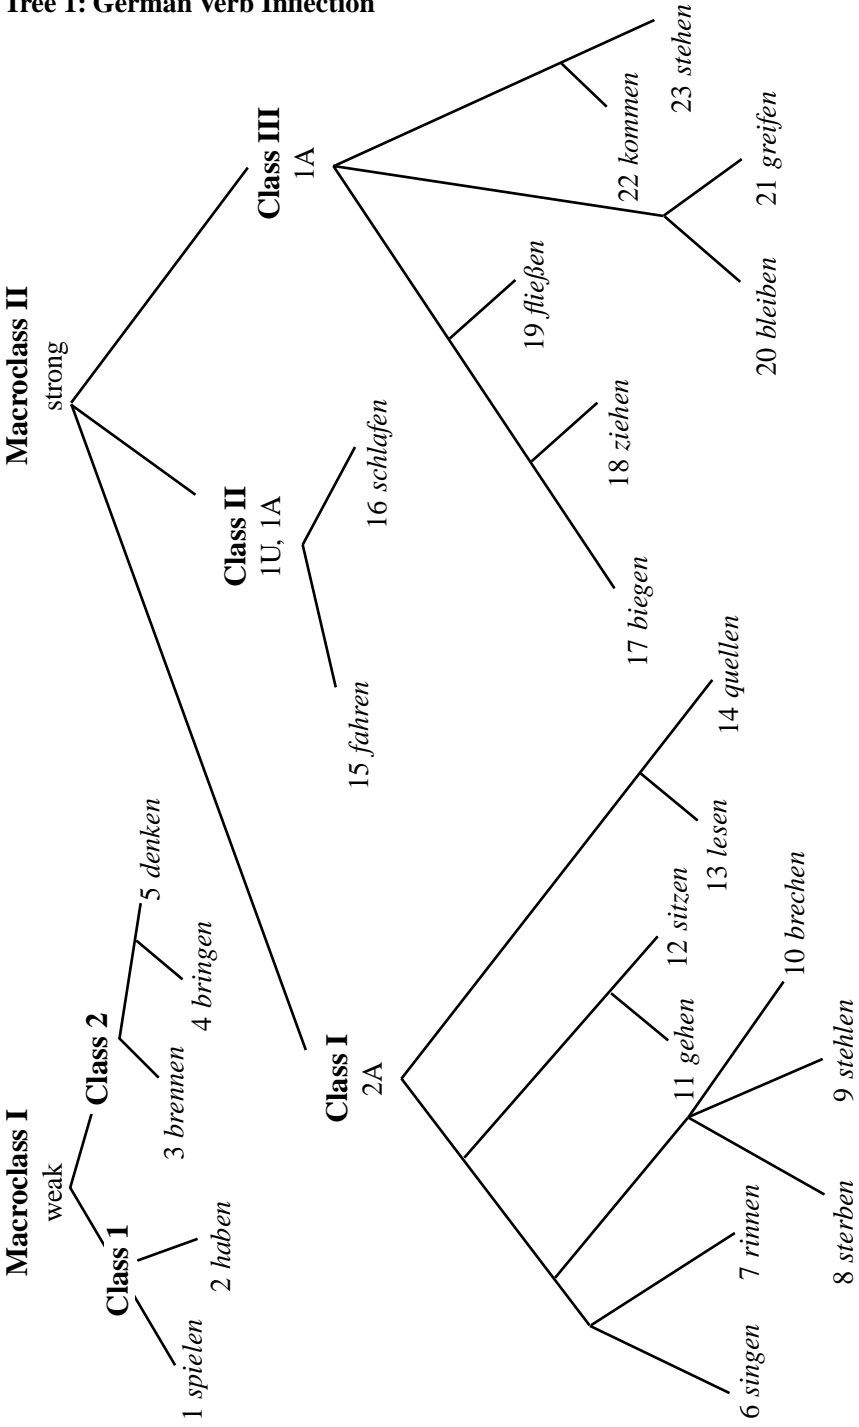 Tree 1: German Verb Inflection
Macroclass I
weak
Class 1
1 spielen
2 haben
Class 2
3 brennen
4 bringen
5 denken
Macroclass II
strong
Class I
2A
6 singen
7 rinnen
8 sterben
9 stehlen
10 brechen
11 gehen
12 sitzen
13 lesen
14 quellen
Class II
1U, 1A
15 fahren
16 schlafen
Class III
1A
17 biegen
18 ziehen
19 fließen
20 bleiben
21 greifen
22 kommen
23 stehen